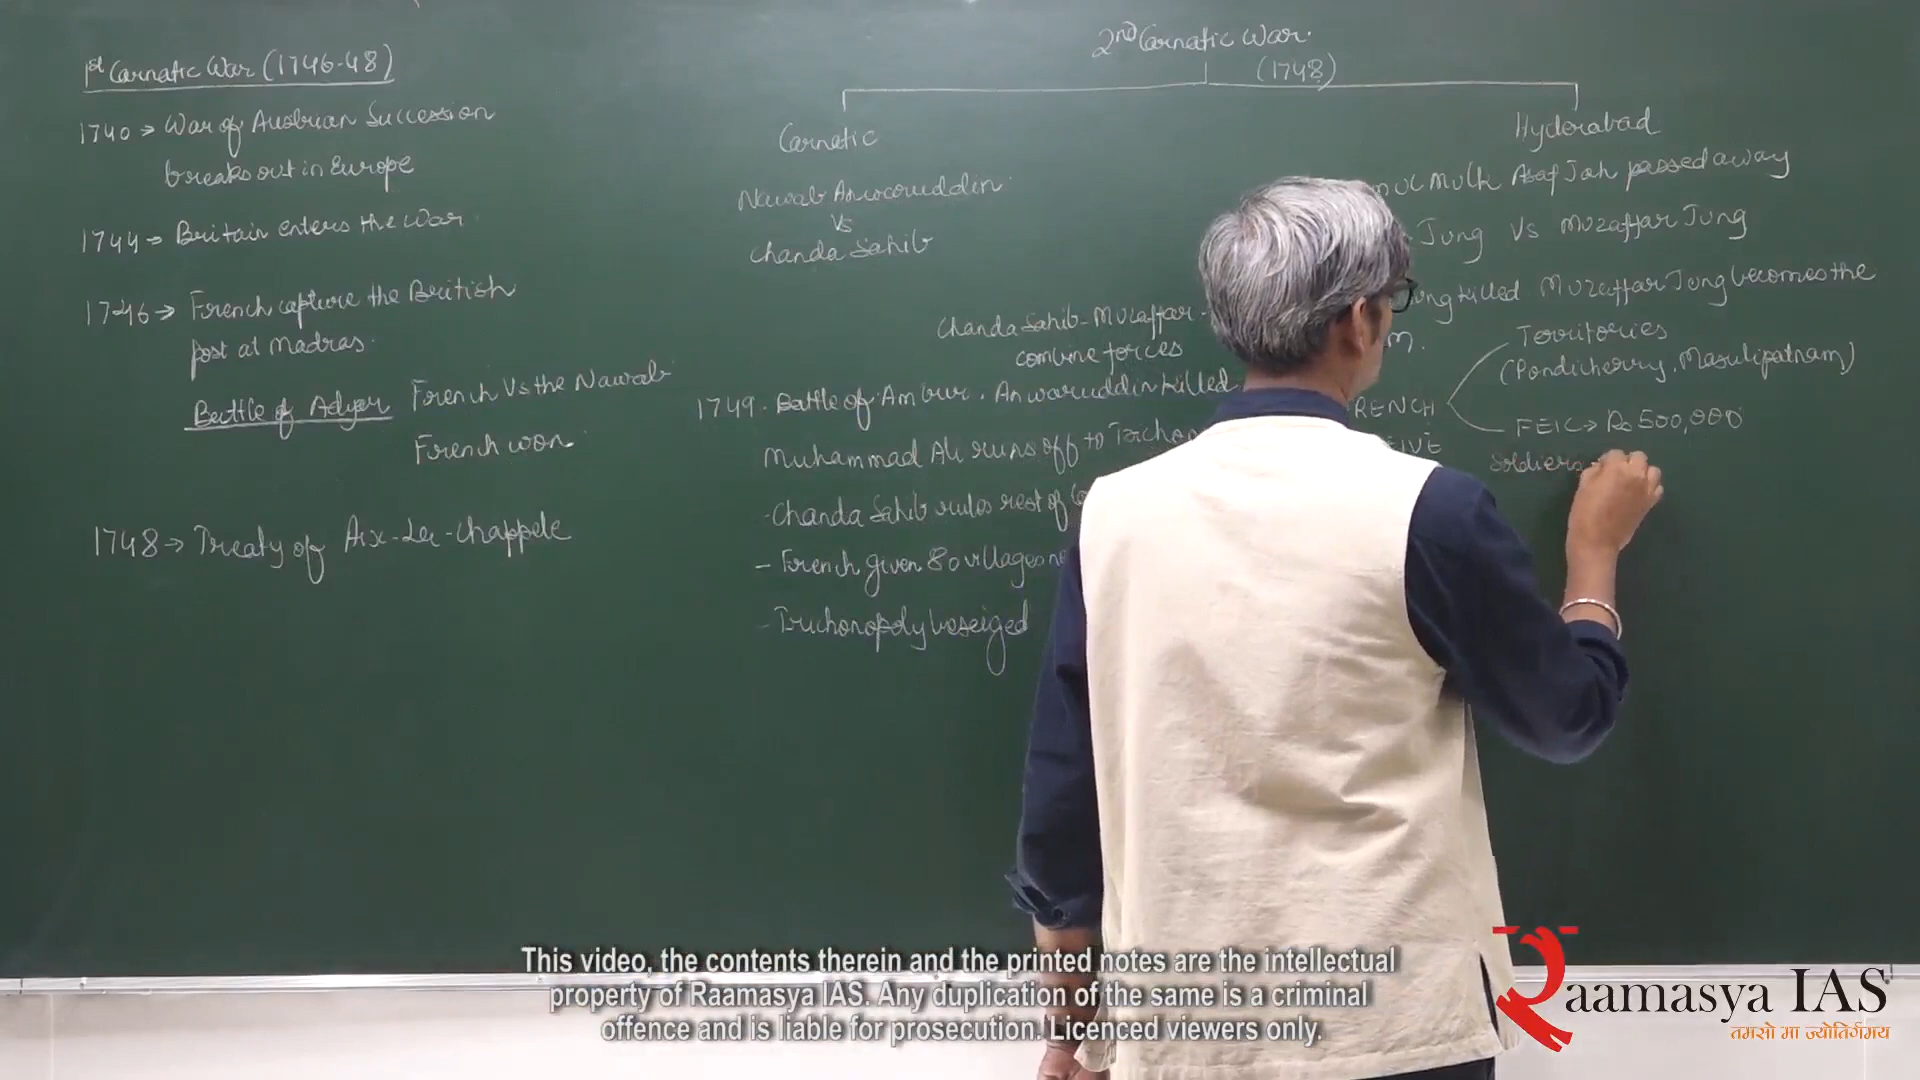 1st Carnatic War (1746-48)
1740 → War of Austrian Succession
breaks out in Europe
1744 → Britain enters the War
1746 → French capture the British
post at Madras.
Battle of Adyar French Vs the Nawab
French won
1748 → Treaty of Aix-La-Chappele
2nd Carnatic War.
(1748)
Carnatic
Nawab Anwaruddin
Vs
Chanda Sahib
Chanda Sahib - Muzaffar -
combine forces
1749. Battle of Ambur. Anwaruddin killed
Muhammad Ali runs off to
- Chanda Sahib rules rest of
- French given 80 villages
- Trichonopoly beseiged
Hyderabad
Mulk Asaf Jah passed away
Jung Vs Muzaffar Jung
killed. Muzaffar Jung becomes the
Territories
(Pondicherry, Masulipatnam)
RENCH
EIVE
FEIC → Rs 500,000
Soldiers
This video, the contents therein and the printed notes are the intellectual
property of Raamasya IAS. Any duplication of the same is a criminal
offence and is liable for prosecution. Licenced viewers only.
Raamasya IAS
तमसो मा ज्योतिर्गमय